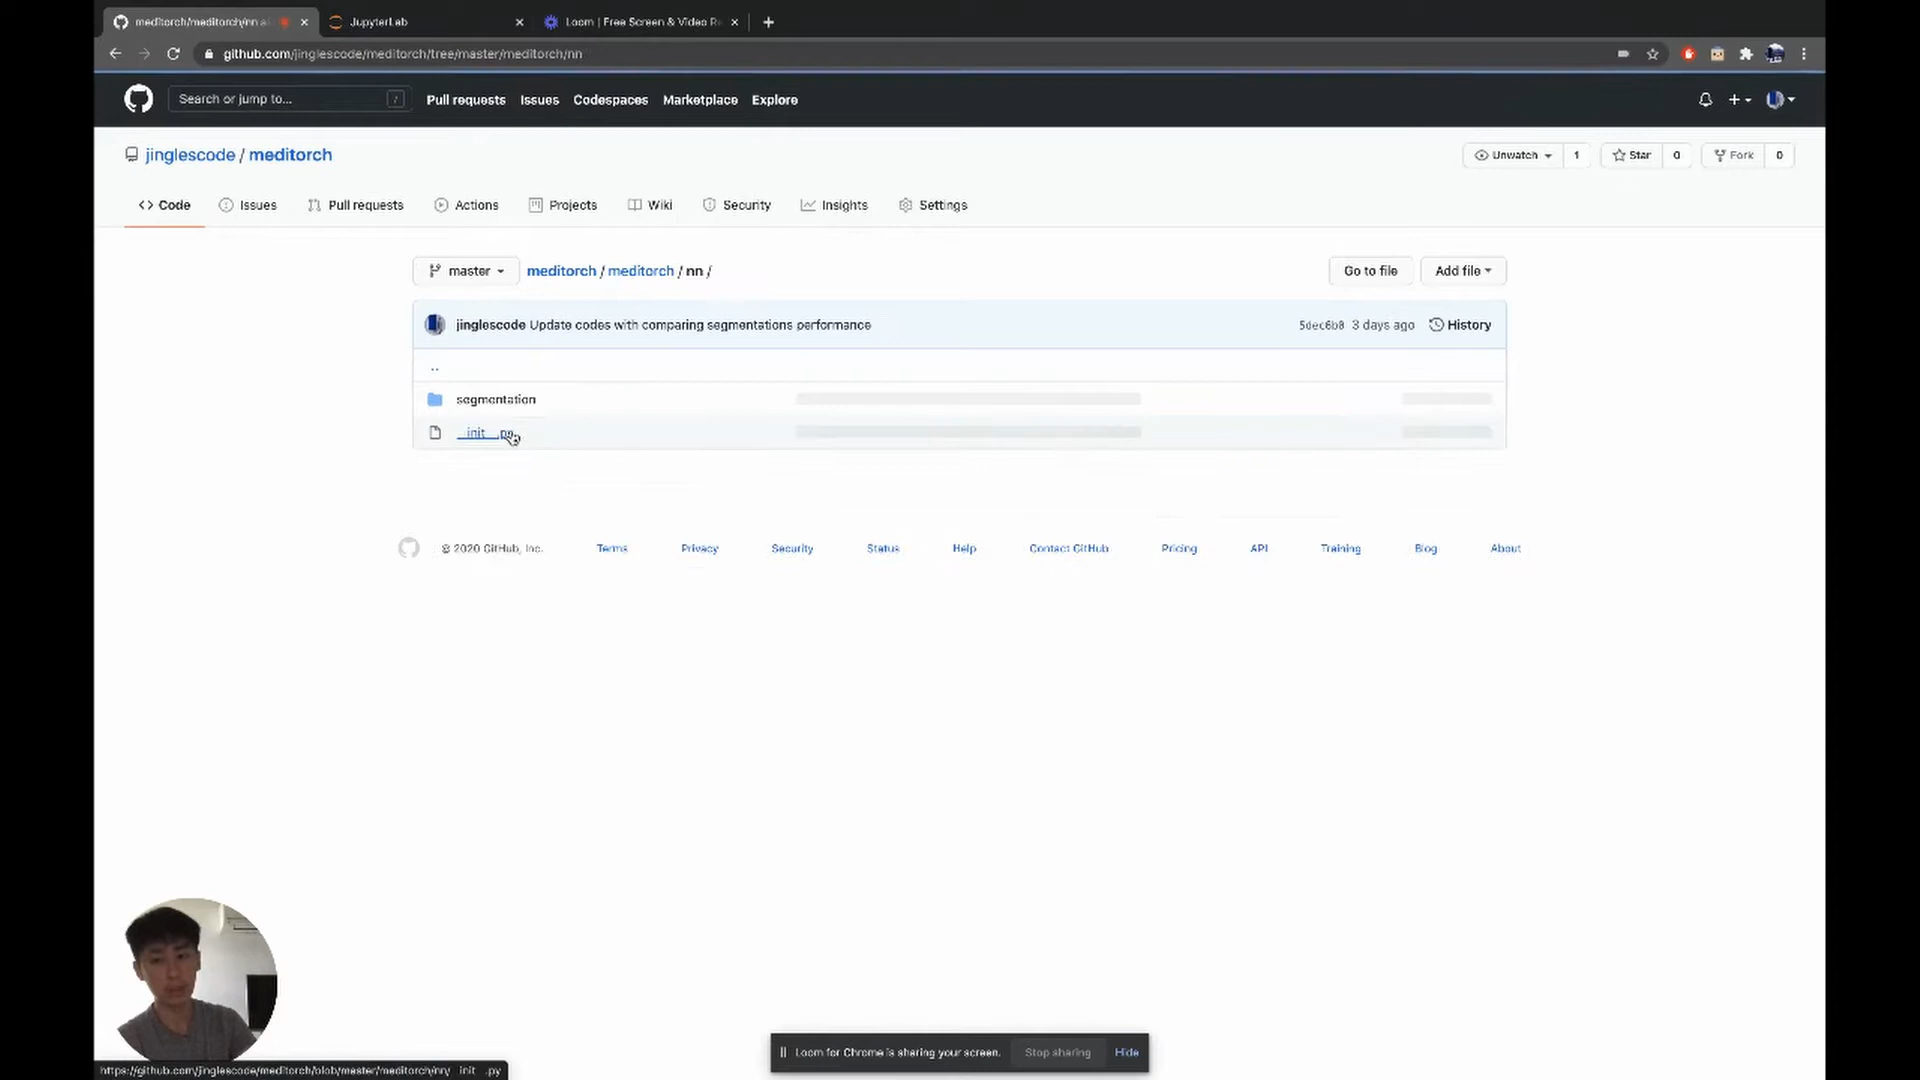 meditorch/meditorch/nn a
JupyterLab
Loom | Free Screen & Video Re
github.com/jinglescode/meditorch/tree/master/meditorch/nn
Search or jump to...
/
Pull requests
Issues
Codespaces
Marketplace
Explore
jinglescode / meditorch
Unwatch
1
Star
0
Fork
0
Code
Issues
Pull requests
Actions
Projects
Wiki
Security
Insights
Settings
master
meditorch / meditorch / nn /
Go to file
Add file
jinglescode Update codes with comparing segmentations performance
5dec6b0 3 days ago
History
..
segmentation
__init__.py
© 2020 GitHub, Inc.
Terms
Privacy
Security
Status
Help
Contact GitHub
Pricing
API
Training
Blog
About
Loom for Chrome is sharing your screen.
Stop sharing
Hide
https://github.com/jinglescode/meditorch/blob/master/meditorch/nn/__init__.py